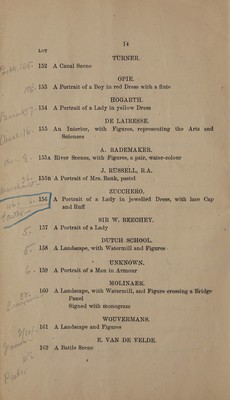 14
LOT
TURNER.
152 A Canal Scene
OPIE.
153 A Portrait of a Boy in red Dress with a flute
HOGARTH.
154 A Portrait of a Lady in yellow Dress
DE LAIRESSE.
155 An Interior, with Figures, representing the Arts and
Sciences
A. RADEMAKER.
155A River Scenes, with Figures, a pair, water-colour
J. RUSSELL, R.A.
155B A Portrait of Mrs. Bank, pastel
ZUCCHERO.
156 A Portrait of a Lady in jewelled Dress, with lace Cap
and Ruff
SIR W. BEECHEY.
157 A Portrait of a Lady
DUTCH SCHOOL.
158 A Landscape, with Watermill and Figures
UNKNOWN.
159 A Portrait of a Man in Armour
MOLINAER.
160 A Landscape, with Watermill, and Figure crossing a Bridge
Panel
Signed with monogram
WOUVERMANS.
161 A Landscape and Figures
E. VAN DE VELDE.
162 A Battle Scene